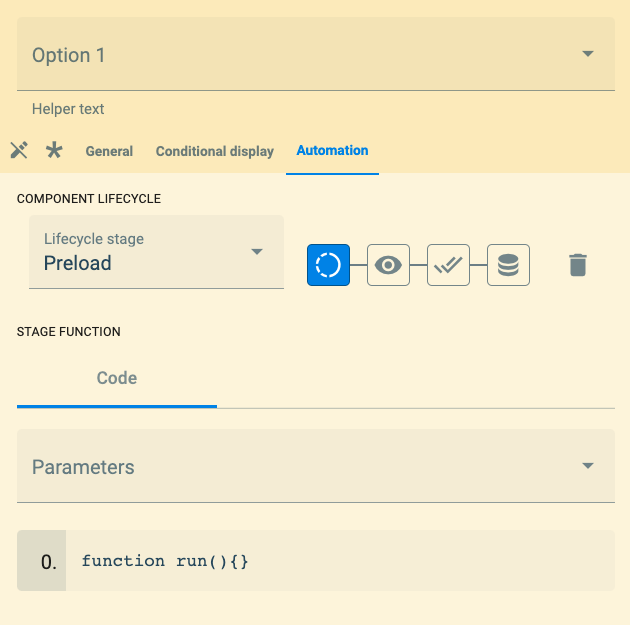 Option 1
Helper text
General Conditional display Automation
COMPONENT LIFECYCLE
Lifecycle stage
Preload
STAGE FUNCTION
Code
Parameters
0. function run(){}